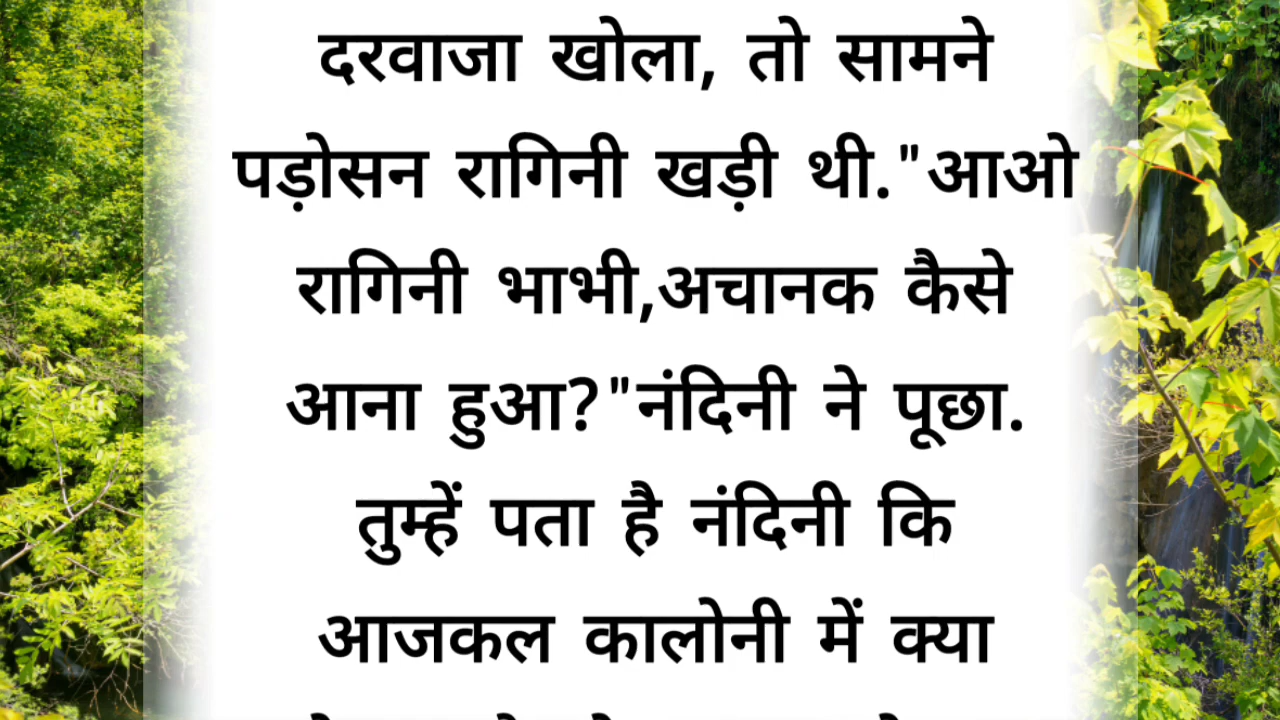 दरवाजा खोला, तो सामने
पड़ोसन रागिनी खड़ी थी."आओ
रागिनी भाभी,अचानक कैसे
आना हुआ?"नंदिनी ने पूछा.
तुम्हें पता है नंदिनी कि
आजकल कालोनी में क्या